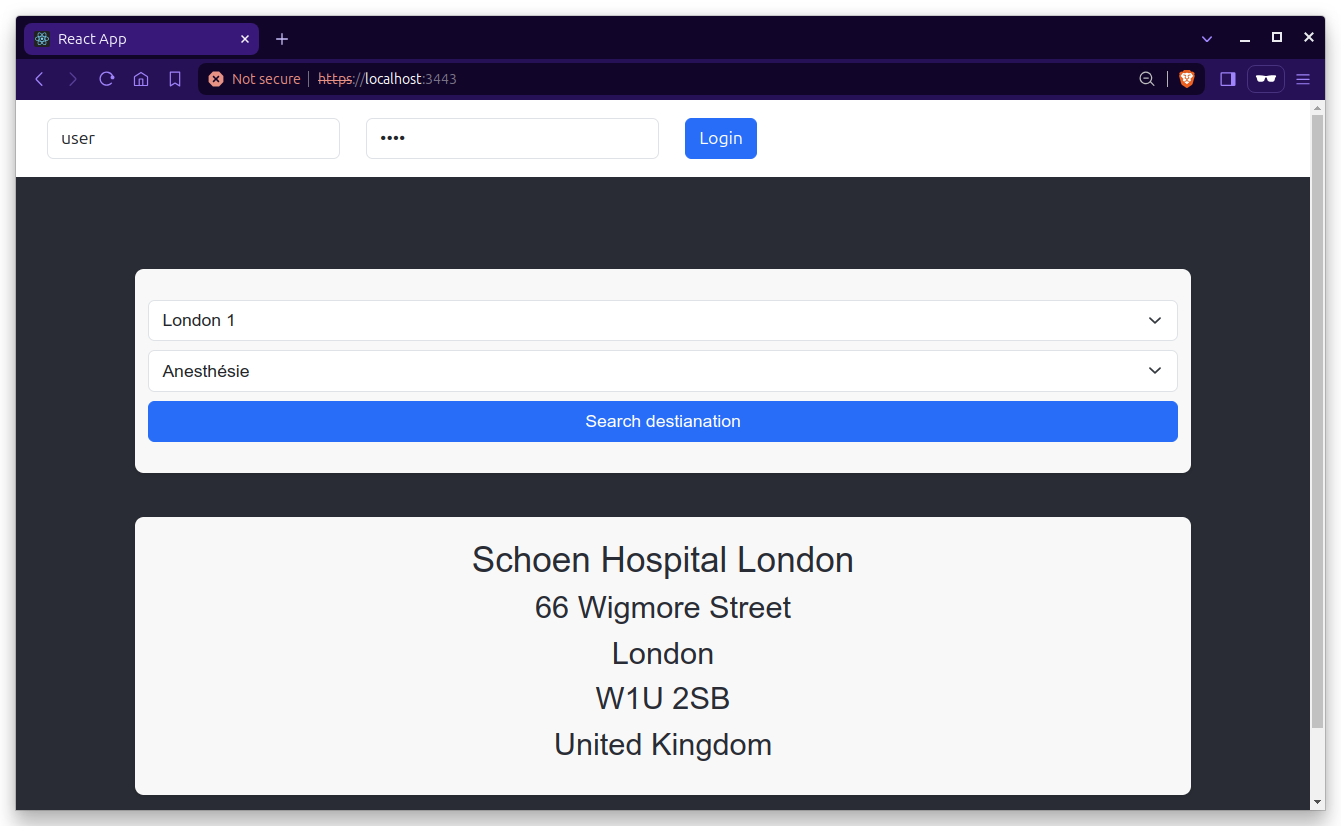 React App
Not secure https://localhost:3443
user •••• Login
London 1
Anesthésie
Search destianation
Schoen Hospital London
66 Wigmore Street
London
W1U 2SB
United Kingdom